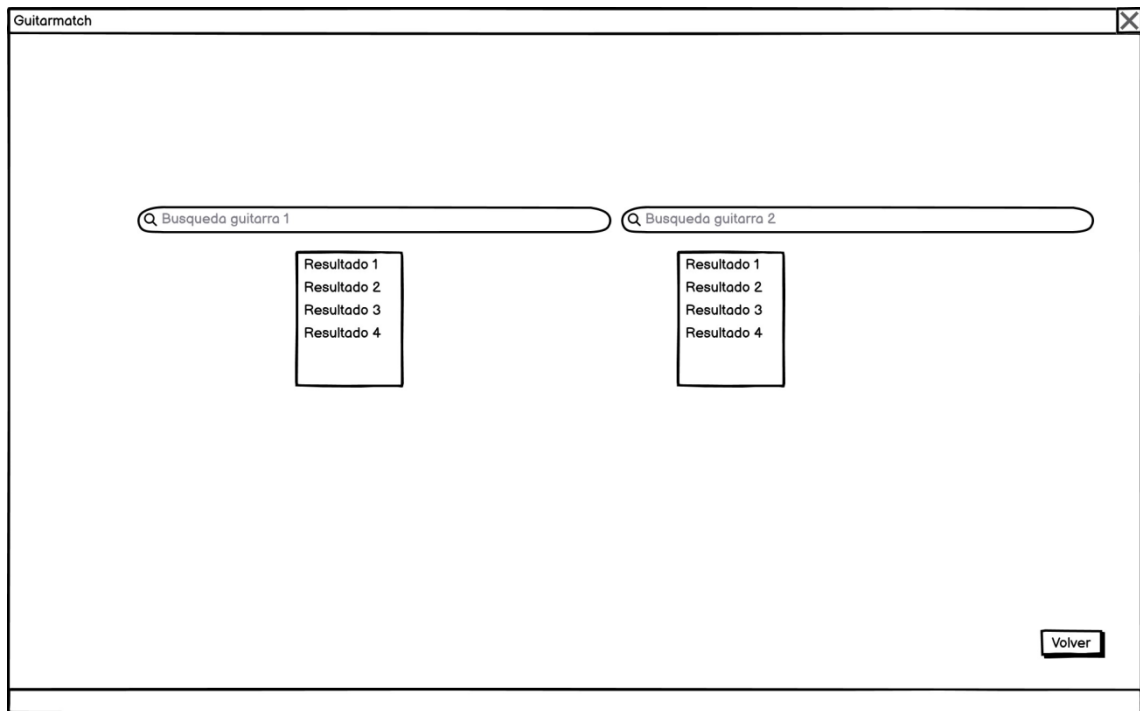 Guitarmatch
Busqueda guitarra 1
Busqueda guitarra 2
Resultado 1
Resultado 2
Resultado 3
Resultado 4
Resultado 1
Resultado 2
Resultado 3
Resultado 4
Volver